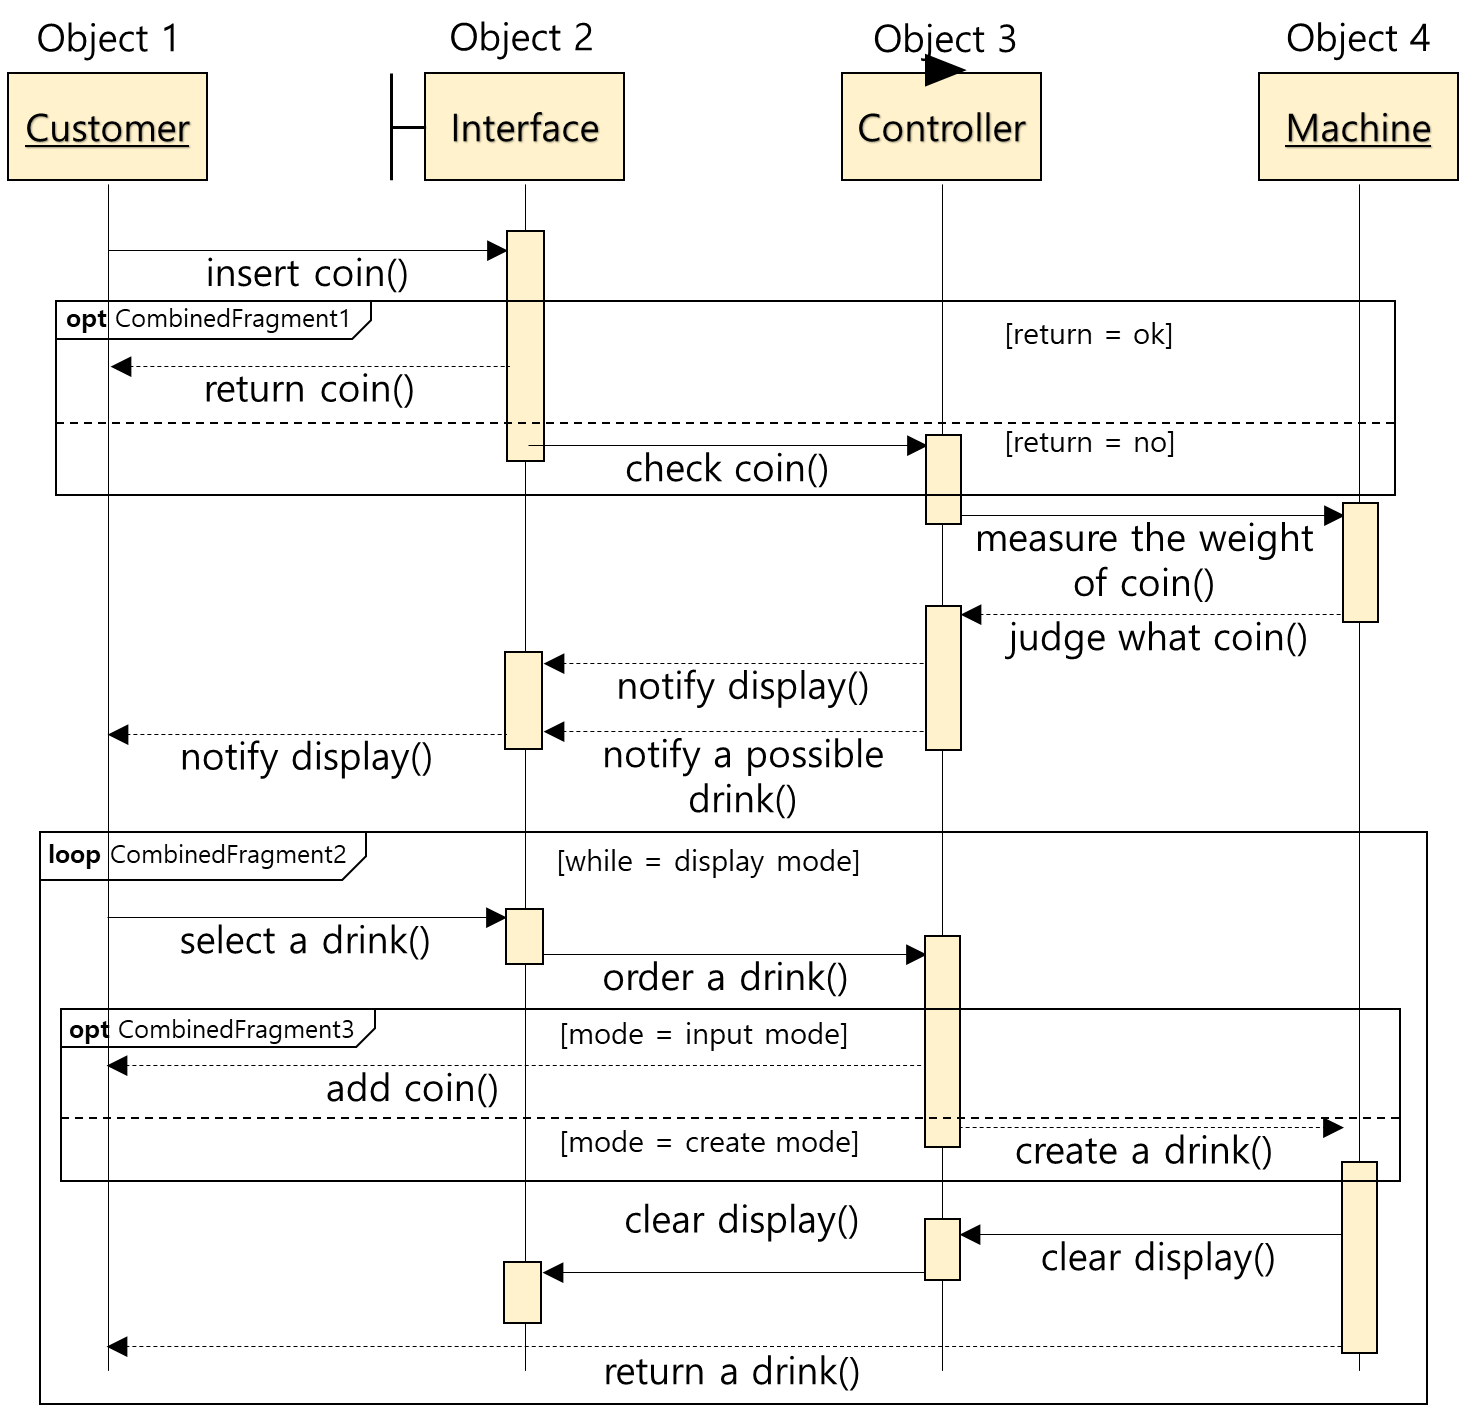 Object 1
Object 2
Object 3
Object 4
Customer
Interface
Controller
Machine
insert coin()
opt CombinedFragment1
[return = ok]
return coin()
[return = no]
check coin()
measure the weight
of coin()
judge what coin()
notify display()
notify display()
notify a possible
drink()
loop CombinedFragment2
[while = display mode]
select a drink()
order a drink()
opt CombinedFragment3
[mode = input mode]
add coin()
[mode = create mode]
create a drink()
clear display()
clear display()
return a drink()